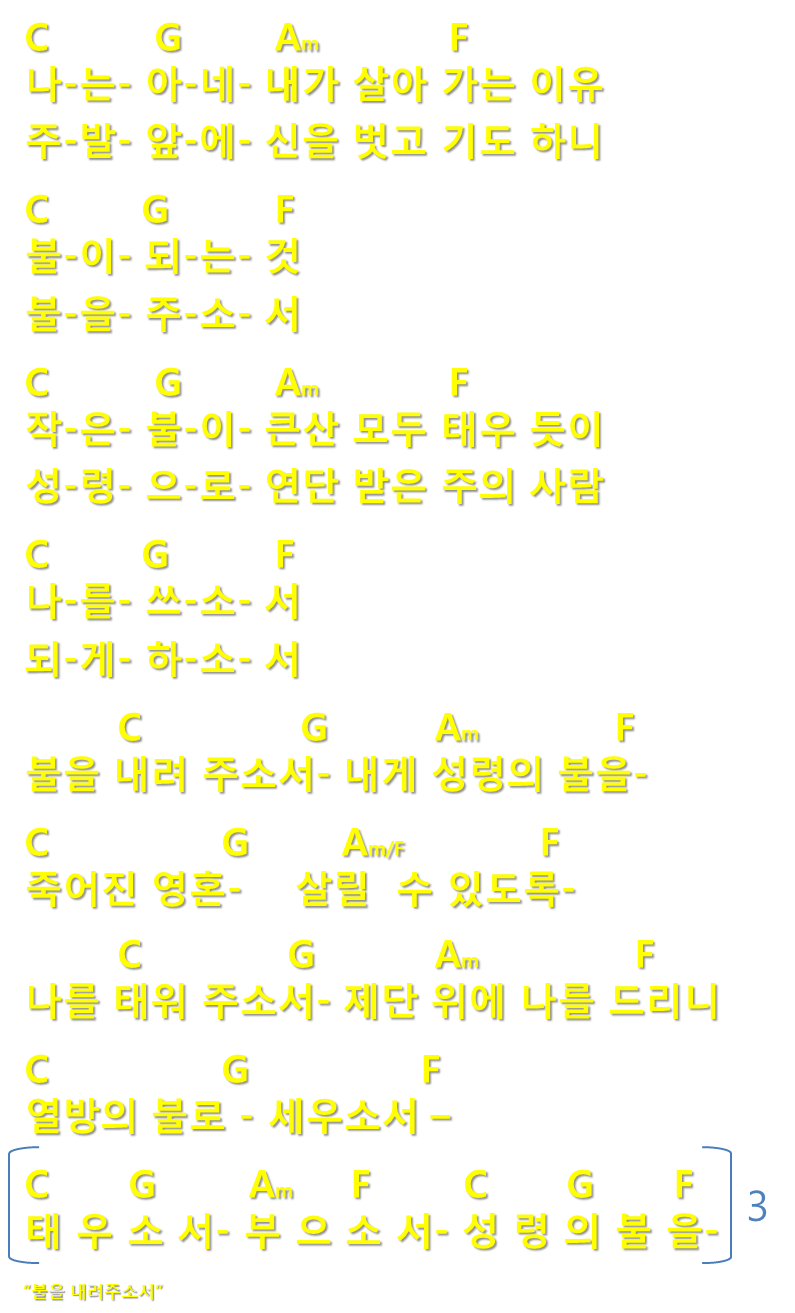 C G Am F
나-는- 아-네- 내가 살아 가는 이유
주-발- 앞-에- 신을 벗고 기도 하니
C G F
불-이- 되-는- 것
불-을- 주-소- 서
C G Am F
작-은- 불-이- 큰산 모두 태우 듯이
성-령- 으-로- 연단 받은 주의 사람
C G F
나-를- 쓰-소- 서
되-게- 하-소- 서
C G Am F
불을 내려 주소서- 내게 성령의 불을-
C G Am/F F
죽어진 영혼- 살릴 수 있도록-
C G Am F
나를 태워 주소서- 제단 위에 나를 드리니
C G F
열방의 불로 - 세우소서 –
C G Am F C G F
태 우 소 서- 부 으 소 서- 성 령 의 불 을-
3
"불을 내려주소서"